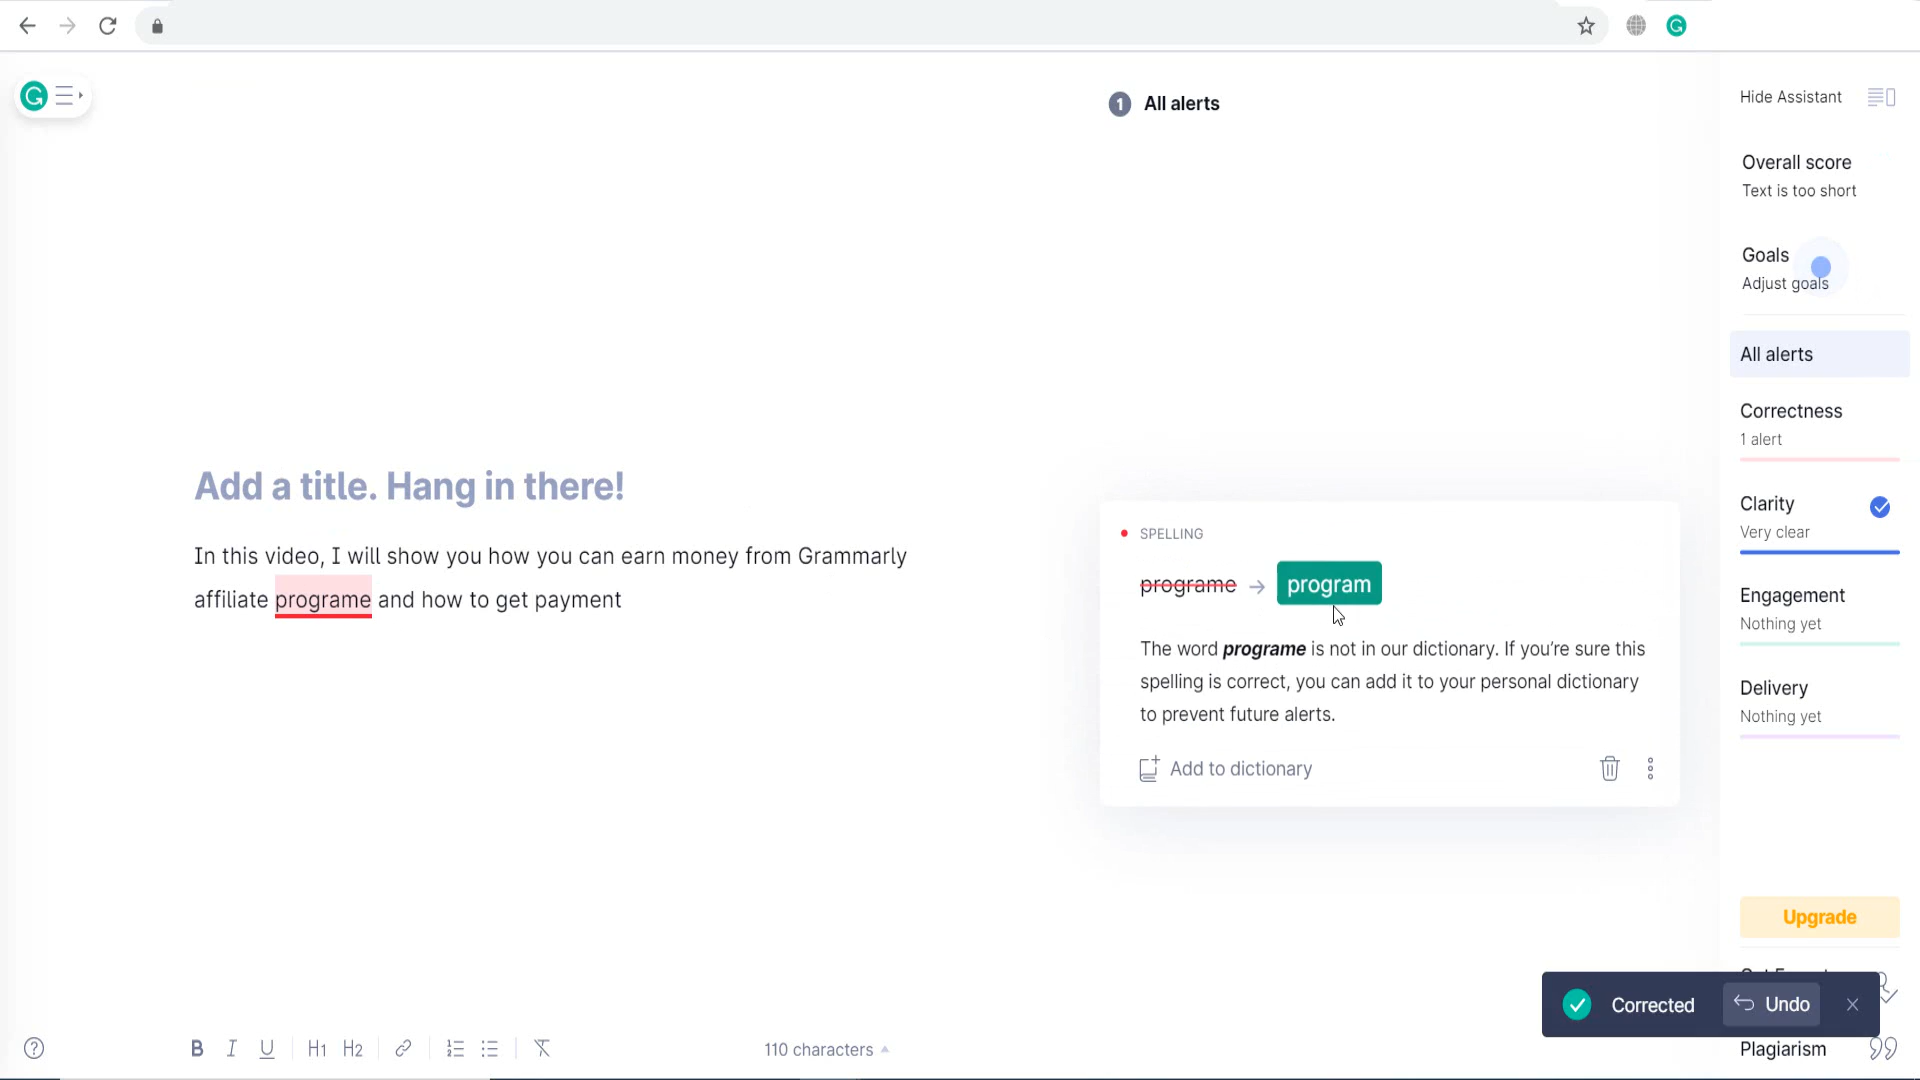 1 All alerts
Hide Assistant
Overall score
Text is too short
Goals
Adjust goals
All alerts
Correctness
1 alert
Clarity
Very clear
Engagement
Nothing yet
Delivery
Nothing yet
Upgrade
Add a title. Hang in there!
In this video, I will show you how you can earn money from Grammarly
affiliate programe and how to get payment
SPELLING
programe → program
The word programe is not in our dictionary. If you’re sure this
spelling is correct, you can add it to your personal dictionary
to prevent future alerts.
Add to dictionary
Corrected Undo
Plagiarism
B I U H1 H2
110 characters